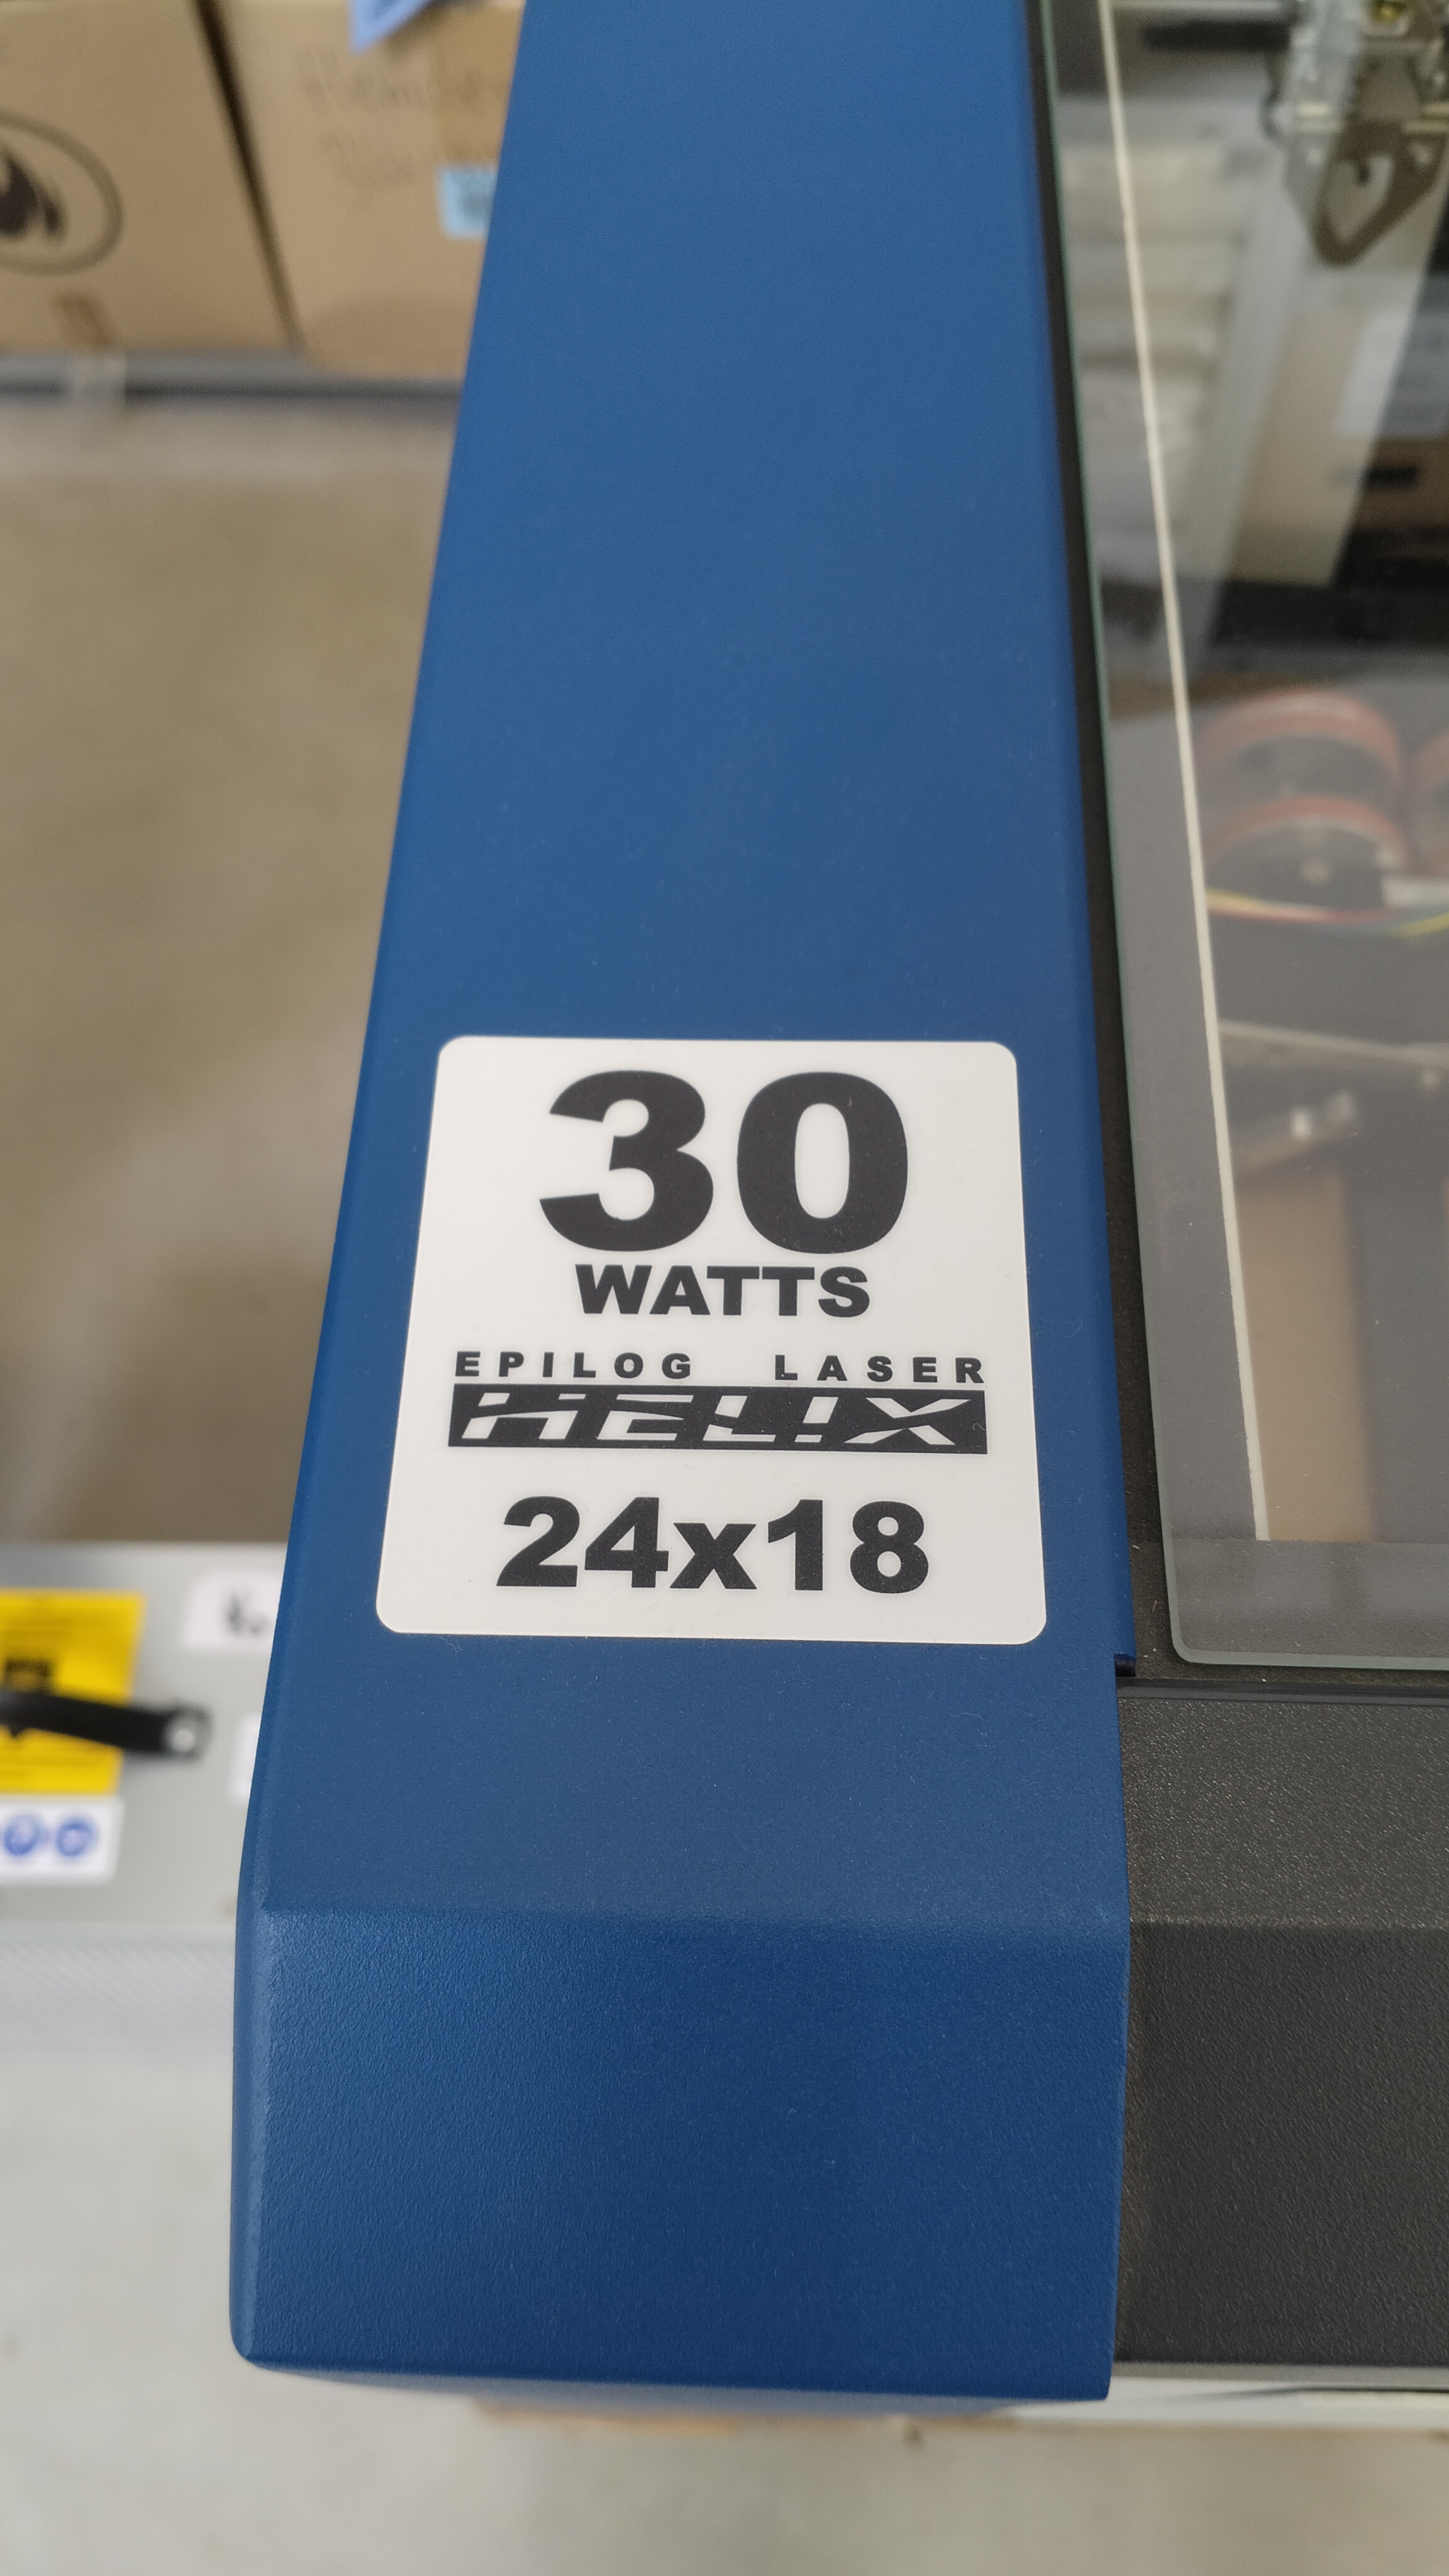 30
WATTS
EPILOG LASER
HELIX
24x18